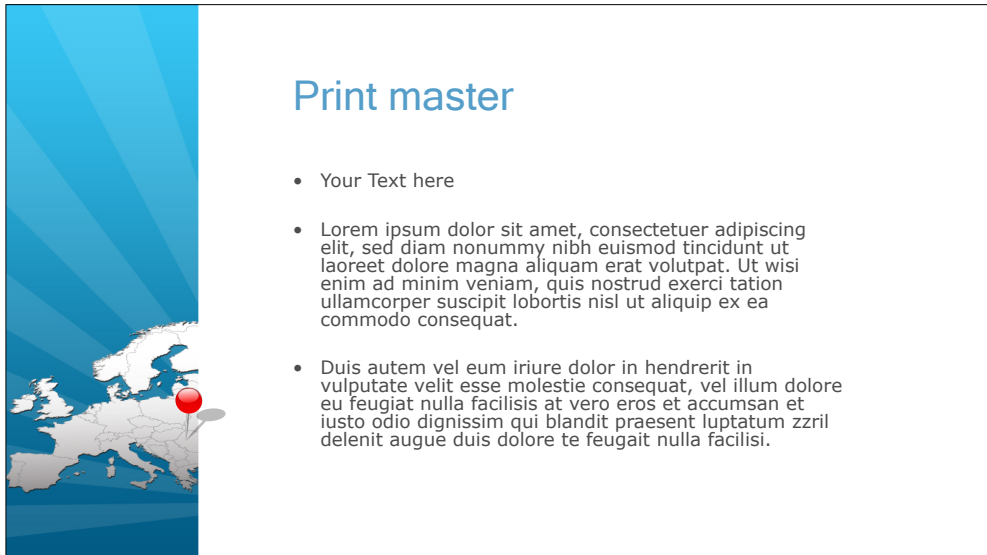 Print master
• Your Text here
• Lorem ipsum dolor sit amet, consectetuer adipiscing
elit, sed diam nonummy nibh euismod tincidunt ut
laoreet dolore magna aliquam erat volutpat. Ut wisi
enim ad minim veniam, quis nostrud exerci tation
ullamcorper suscipit lobortis nisl ut aliquip ex ea
commodo consequat.
• Duis autem vel eum iriure dolor in hendrerit in
vulputate velit esse molestie consequat, vel illum dolore
eu feugiat nulla facilisis at vero eros et accumsan et
iusto odio dignissim qui blandit praesent luptatum zzril
delenit augue duis dolore te feugait nulla facilisi.